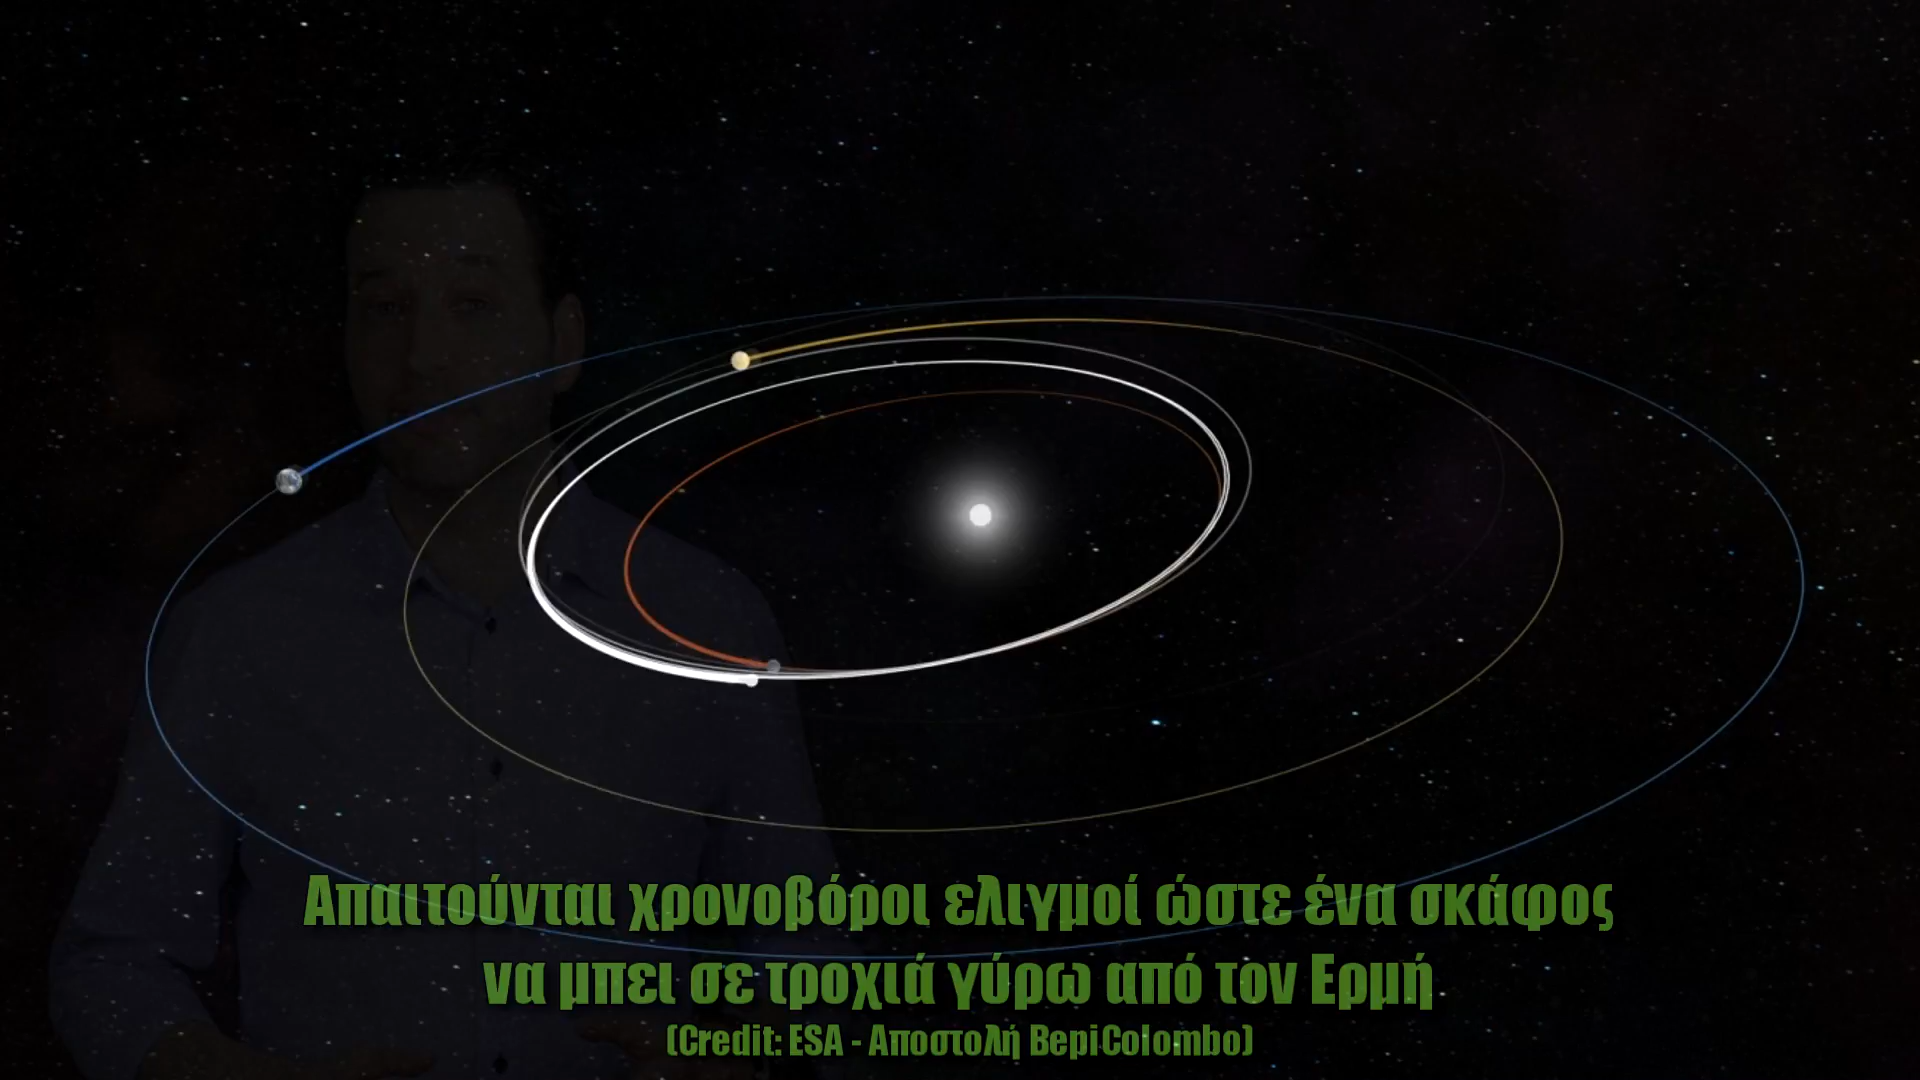 Απαιτούνται χρονοβόροι ελιγμοί ώστε ένα σκάφος
να μπει σε τροχιά γύρω από τον Ερμή
(Credit: ESA - Αποστολή BepiColombo)